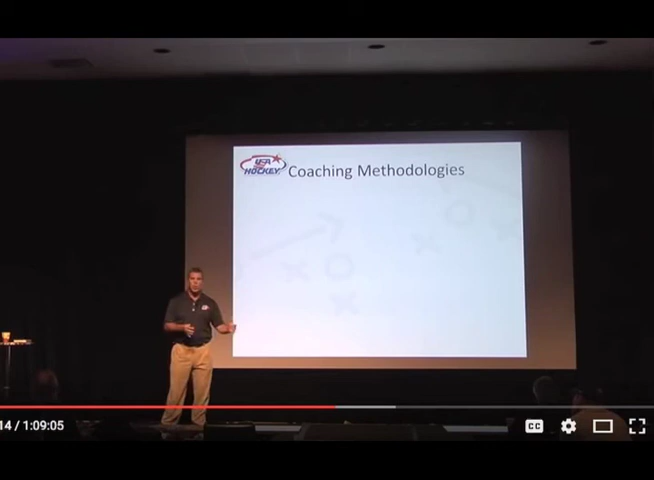 USA
HOCKEY
Coaching Methodologies
14 / 1:09:05
CC